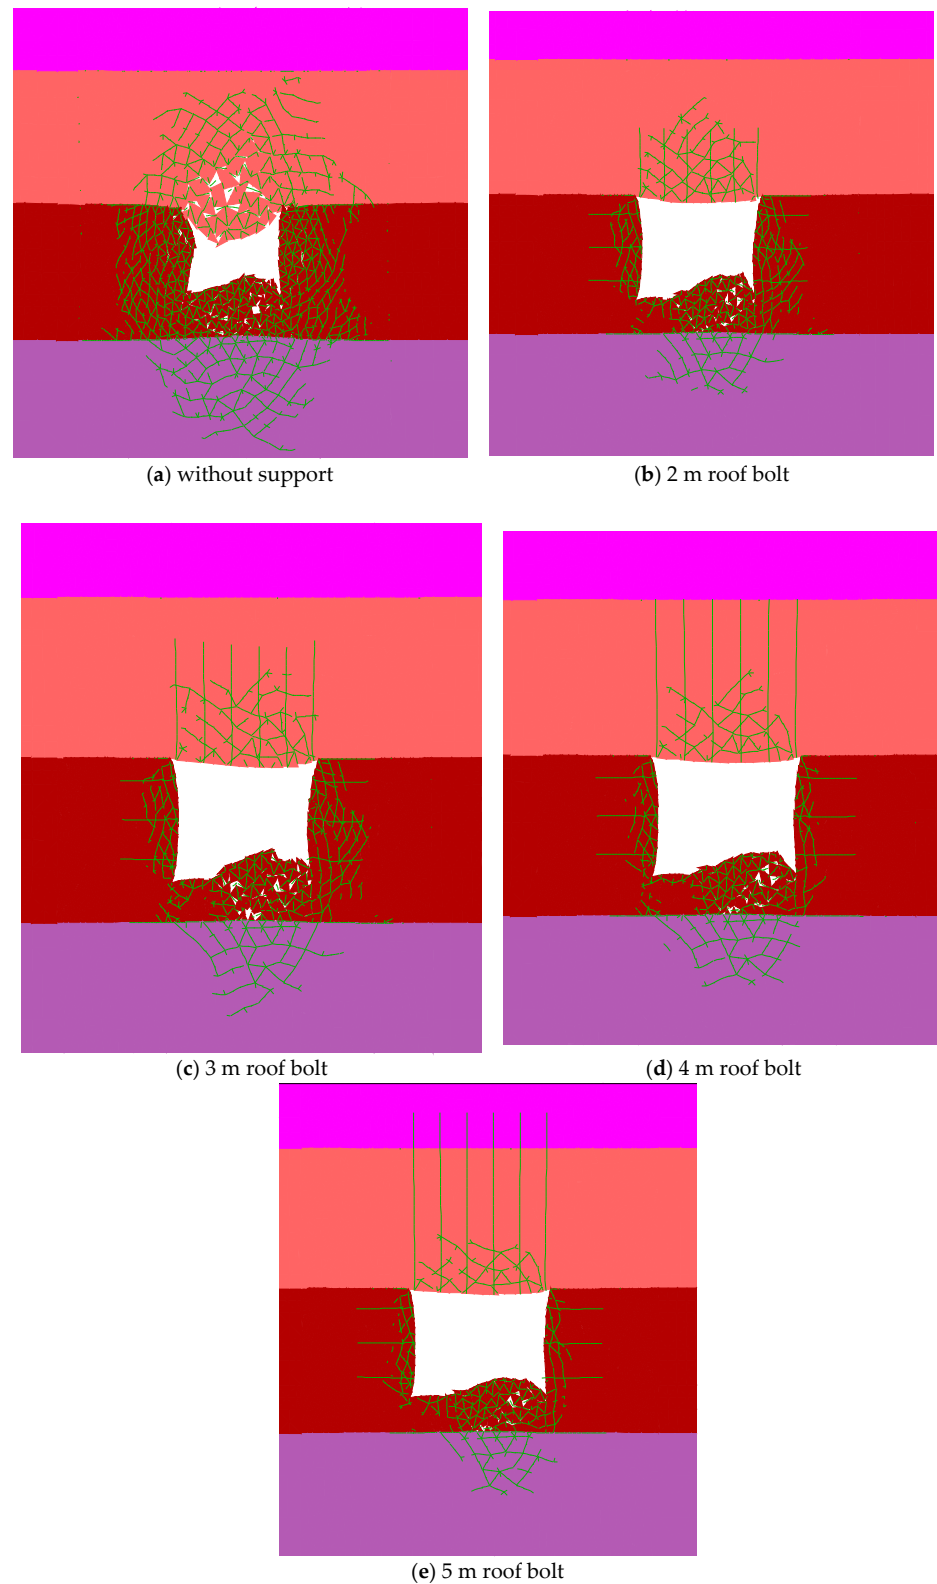 (a) without support
(b) 2 m roof bolt
(c) 3 m roof bolt
(d) 4 m roof bolt
(e) 5 m roof bolt